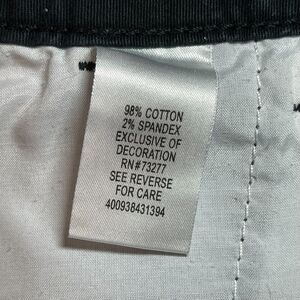 98% COTTON
2% SPANDEX
EXCLUSIVE OF
DECORATION
RN#73277
SEE REVERSE
FOR CARE
400938431394